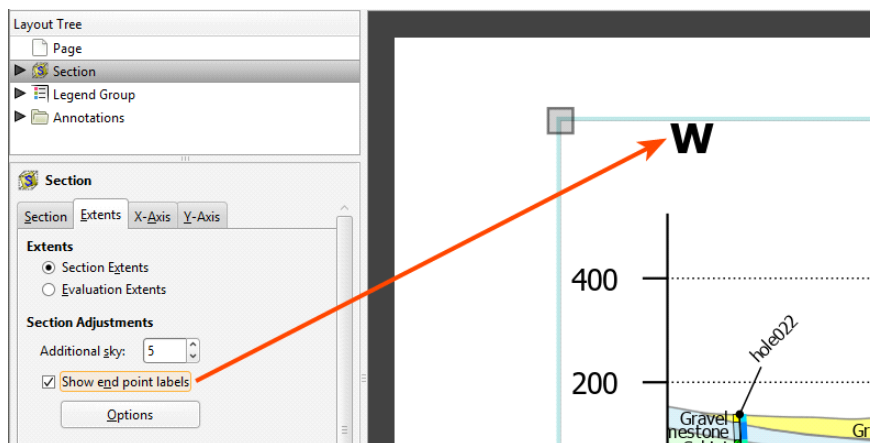 Layout Tree
Page
Section
Legend Group
Annotations
Section
Section Extents X-Axis Y-Axis
Extents
Section Extents
Evaluation Extents
Section Adjustments
Additional sky: 5
Show end point labels
Options
W
400
hole022
200
Gravel
Gr